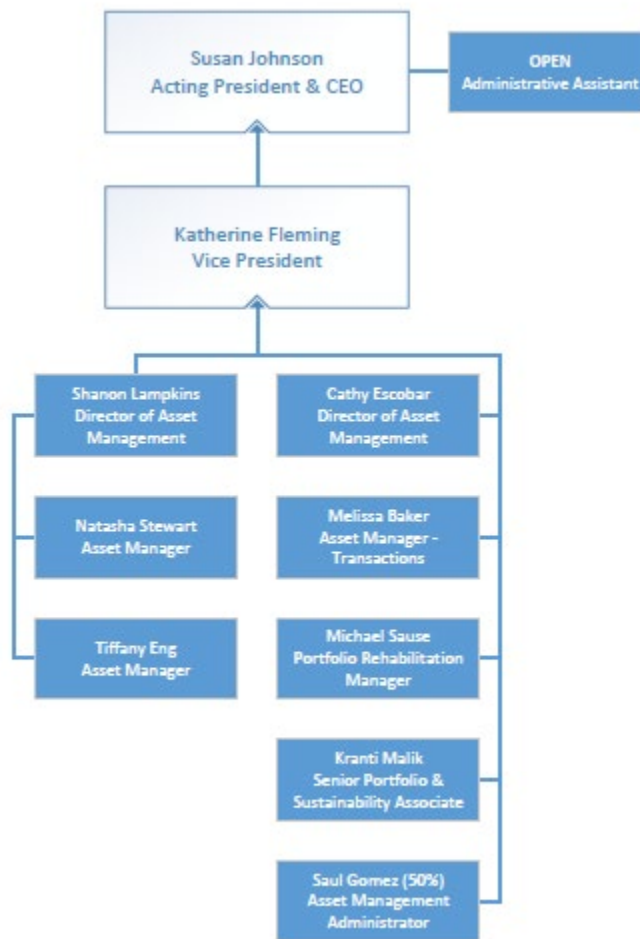 Susan Johnson
Acting President & CEO
OPEN
Administrative Assistant
Katherine Fleming
Vice President
Shanon Lampkins
Director of Asset
Management
Cathy Escobar
Director of Asset
Management
Natasha Stewart
Asset Manager
Melissa Baker
Asset Manager -
Transactions
Tiffany Eng
Asset Manager
Michael Sause
Portfolio Rehabilitation
Manager
Kranti Malik
Senior Portfolio &
Sustainability Associate
Saul Gomez (50%)
Asset Management
Administrator